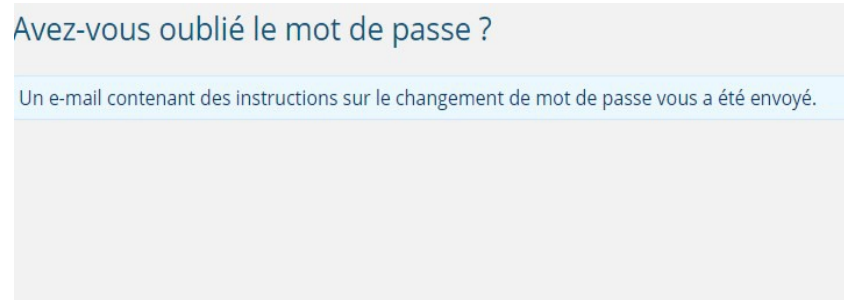 Avez-vous oublié le mot de passe ?
Un e-mail contenant des instructions sur le changement de mot de passe vous a été envoyé.